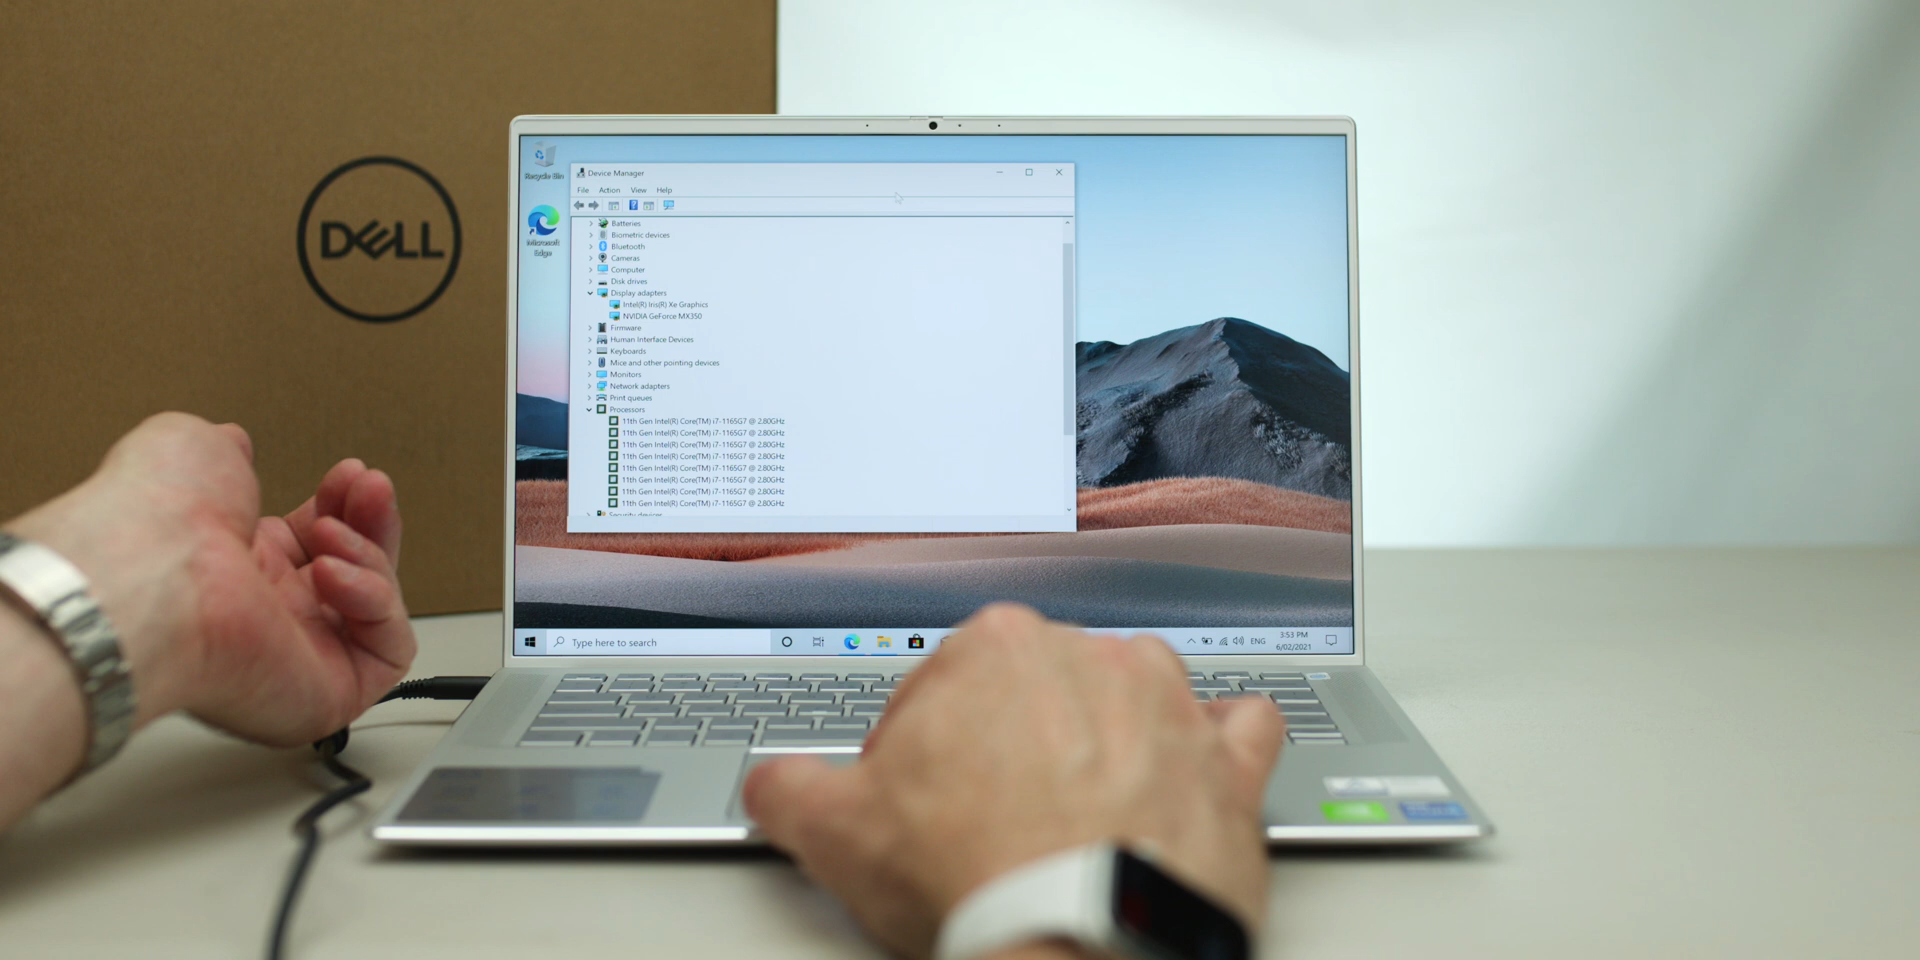 DELL
Recycle Bin
Microsoft
Edge
Device Manager
File Action View Help
Batteries
Biometric devices
Bluetooth
Cameras
Computer
Disk drives
Display adapters
Intel(R) Iris(R) Xe Graphics
NVIDIA GeForce MX350
Firmware
Human Interface Devices
Keyboards
Mice and other pointing devices
Monitors
Network adapters
Print queues
Processors
11th Gen Intel(R) Core(TM) i7-1165G7 @ 2.80GHz
11th Gen Intel(R) Core(TM) i7-1165G7 @ 2.80GHz
11th Gen Intel(R) Core(TM) i7-1165G7 @ 2.80GHz
11th Gen Intel(R) Core(TM) i7-1165G7 @ 2.80GHz
11th Gen Intel(R) Core(TM) i7-1165G7 @ 2.80GHz
11th Gen Intel(R) Core(TM) i7-1165G7 @ 2.80GHz
11th Gen Intel(R) Core(TM) i7-1165G7 @ 2.80GHz
11th Gen Intel(R) Core(TM) i7-1165G7 @ 2.80GHz
Security devices
Type here to search
ENG
3:53 PM
6/02/2021